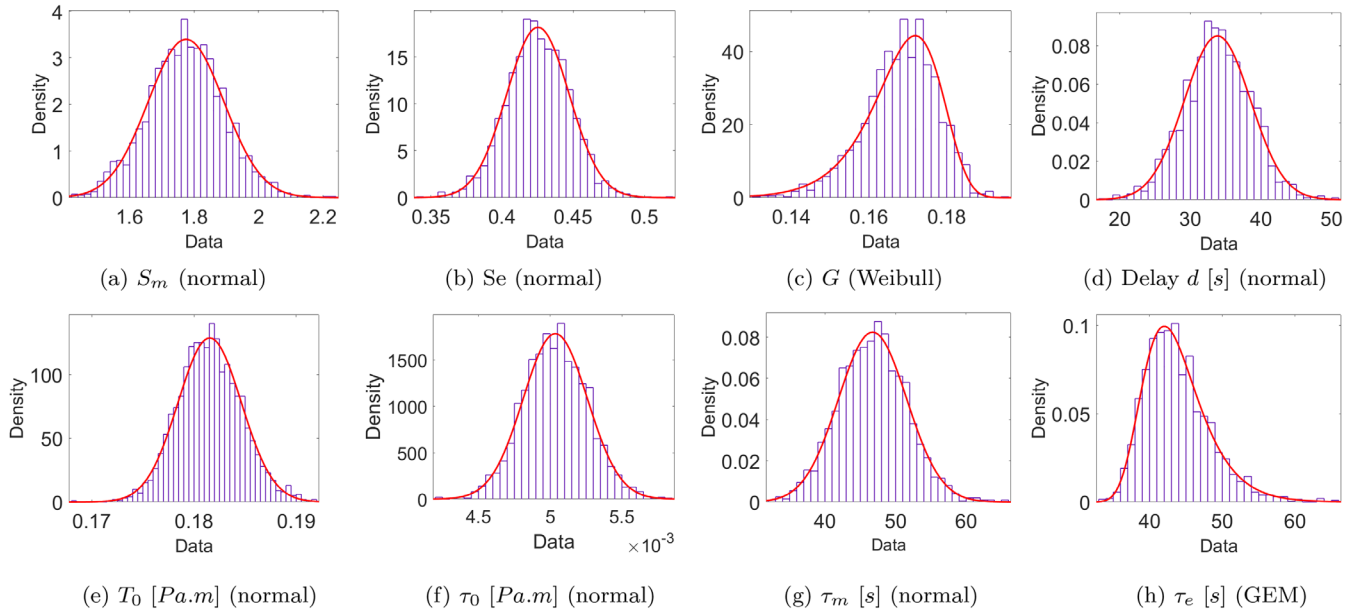 4
3
2
1
0
Density
1.6 1.8 2 2.2
Data
(a) S_m (normal)
15
10
5
0
Density
0.35 0.4 0.45 0.5
Data
(b) Se (normal)
40
20
0
Density
0.14 0.16 0.18
Data
(c) G (Weibull)
0.08
0.06
0.04
0.02
0
Density
20 30 40 50
Data
(d) Delay d [s] (normal)
100
50
0
Density
0.17 0.18 0.19
Data
(e) T_0 [Pa.m] (normal)
1500
1000
500
0
Density
4.5 5 5.5
Data ×10^-3
(f) τ_0 [Pa.m] (normal)
0.08
0.06
0.04
0.02
0
Density
40 50 60
Data
(g) τ_m [s] (normal)
0.1
0.05
0
Density
40 50 60
Data
(h) τ_e [s] (GEM)